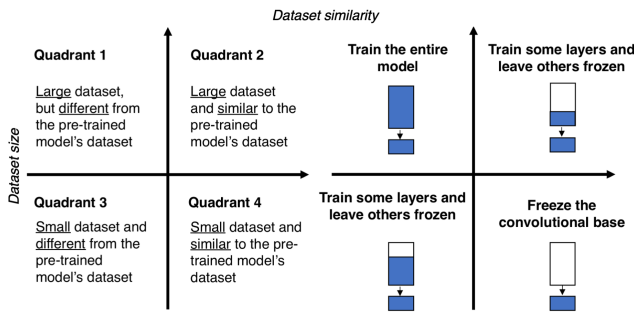 Dataset similarity
Dataset size
Quadrant 1
Large dataset,
but different from
the pre-trained
model's dataset
Quadrant 2
Large dataset
and similar to the
pre-trained
model's dataset
Quadrant 3
Small dataset and
different from the
pre-trained
model's dataset
Quadrant 4
Small dataset and
similar to the pre-
trained model's
dataset
Train the entire
model
Train some layers and
leave others frozen
Train some layers and
leave others frozen
Freeze the
convolutional base